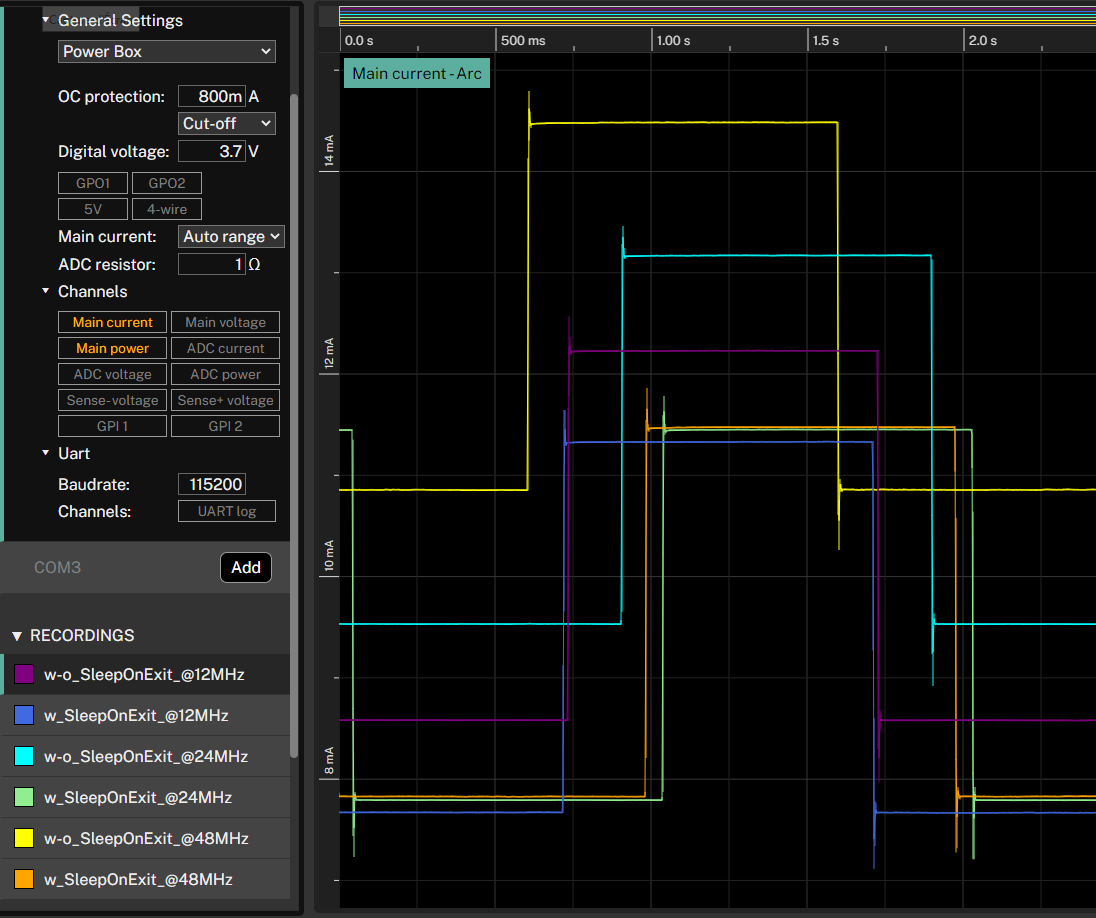 General Settings
Power Box
OC protection: 800m A
Cut-off
Digital voltage: 3.7 V
GPO1 GPO2
5V 4-wire
Main current: Auto range
ADC resistor: 1 Ω
Channels
Main current Main voltage
Main power ADC current
ADC voltage ADC power
Sense- voltage Sense+ voltage
GPI 1 GPI 2
Uart
Baudrate: 115200
Channels: UART log
COM3 Add
▼ RECORDINGS
w-o_SleepOnExit_@12MHz
w_SleepOnExit_@12MHz
w-o_SleepOnExit_@24MHz
w_SleepOnExit_@24MHz
w-o_SleepOnExit_@48MHz
w_SleepOnExit_@48MHz
0.0 s 500 ms 1.00 s 1.5 s 2.0 s
Main current - Arc
14 mA
12 mA
10 mA
8 mA